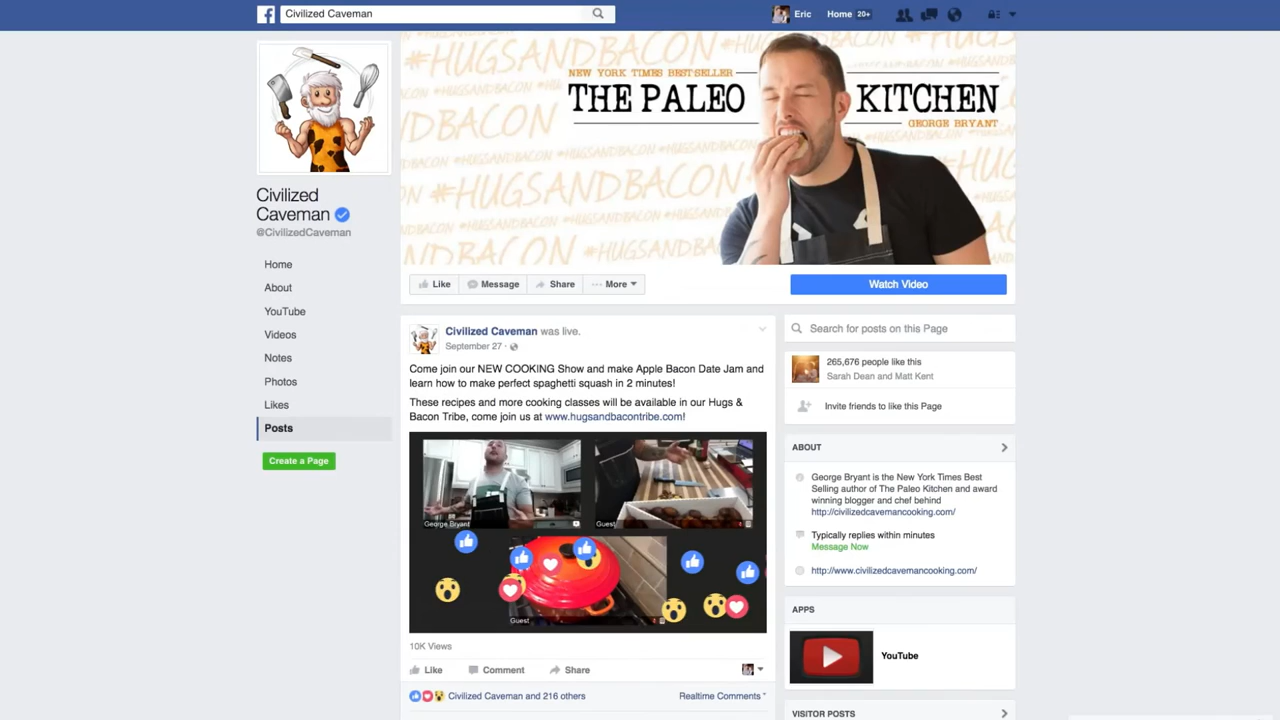 Civilized Caveman
Eric
Home 20+
#HUGSANDBACON
NEW YORK TIMES BESTSELLER
THE PALEO KITCHEN
GEORGE BRYANT
Civilized
Caveman
@CivilizedCaveman
Home
About
YouTube
Videos
Notes
Photos
Likes
Posts
Create a Page
Like
Message
Share
More
Watch Video
Civilized Caveman was live.
September 27
Come join our NEW COOKING Show and make Apple Bacon Date Jam and
learn how to make perfect spaghetti squash in 2 minutes!
These recipes and more cooking classes will be available in our Hugs &
Bacon Tribe, come join us at www.hugsandbacontribe.com!
George Bryant
Guest
Guest
10K Views
Like
Comment
Share
Civilized Caveman and 216 others
Realtime Comments
Search for posts on this Page
265,676 people like this
Sarah Dean and Matt Kent
Invite friends to like this Page
ABOUT
George Bryant is the New York Times Best
Selling author of The Paleo Kitchen and award
winning blogger and chef behind
http://civilizedcavemancooking.com/
Typically replies within minutes
Message Now
http://www.civilizedcavemancooking.com/
APPS
YouTube
VISITOR POSTS